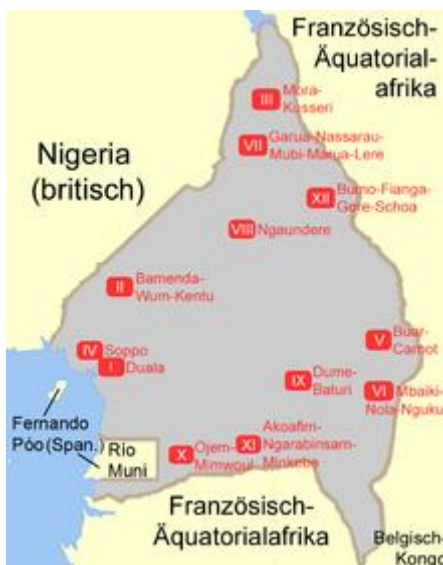 Französisch-
Äquatorial-
afrika
III Mora-
Kusseri
VII Garua-Nassarau-
Mubi-Marua-Lere
Nigeria
(britisch)
XII Bumo-Fianga-
Gore-Schoa
VIII Ngaundere
II Bamenda-
Wum-Kentu
V Buar-
Carnot
IV Soppo
I Duala
IX Dume-
Baturi
VI Mbaiki-
Nola-Nguku
Fernando
Póo (Span.)
Río
Muni
X Ojem-
Mimwoul
XI Akoafim-
Ngarabinsam-
Minkebe
Französisch-
Äquatorialafrika
Belgisch-
Kongo